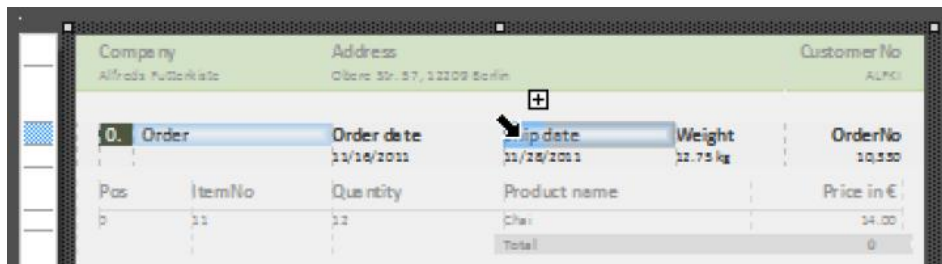 Company Address CustomerNo
Alfreds Futterkiste Obere Str. 57, 12209 Berlin ALFKI
0. Order Order date Ship date Weight OrderNo
11/16/2011 11/28/2011 12.75 kg 10,330
Pos ItemNo Quantity Product name Price in €
0 11 12 Chai 14.00
Total 0